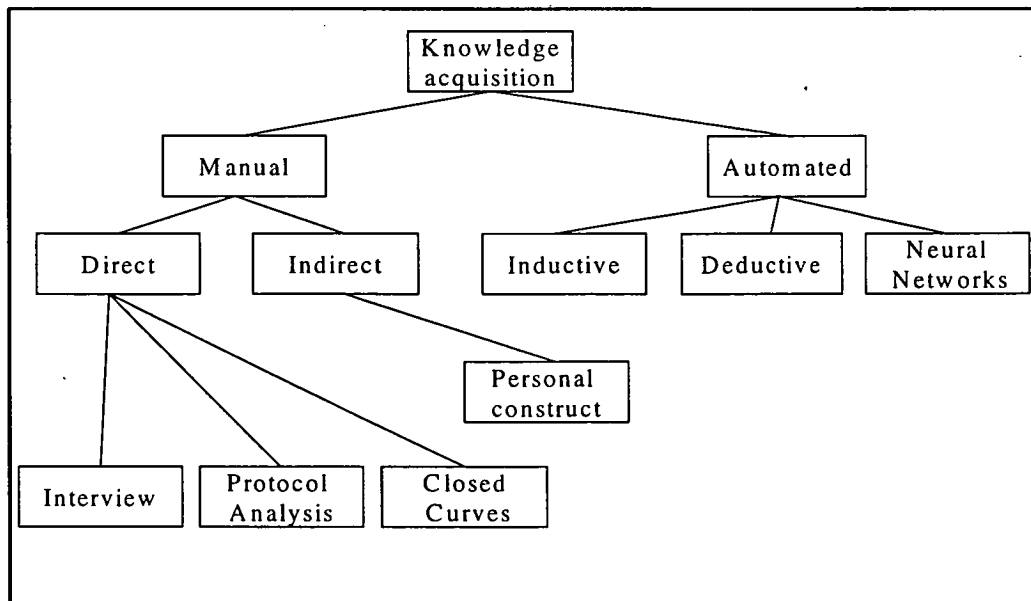 Knowledge
acquisition
Manual
Automated
Direct
Indirect
Inductive
Deductive
Neural
Networks
Personal
construct
Interview
Protocol
Analysis
Closed
Curves